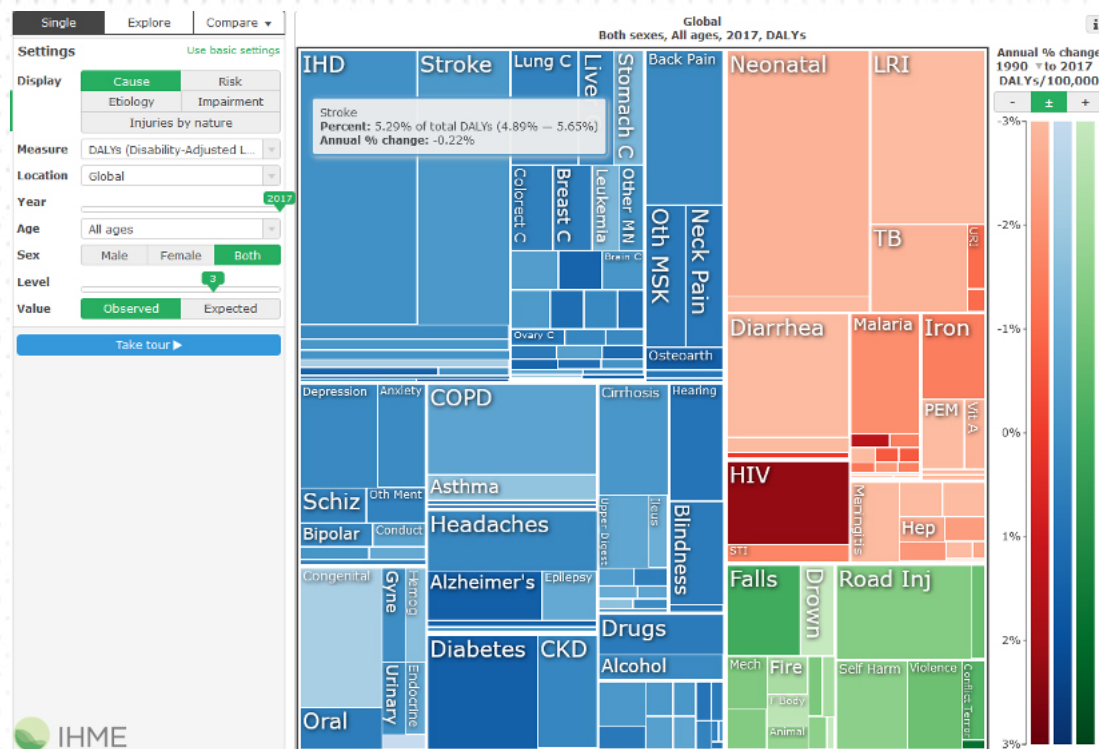 Single
Explore
Compare
Settings
Use basic settings
Display
Cause
Risk
Etiology
Impairment
Injuries by nature
Measure
DALYs (Disability-Adjusted L...
Location
Global
Year
2017
Age
All ages
Sex
Male
Female
Both
Level
3
Value
Observed
Expected
Take tour
IHME
Global
Both sexes, All ages, 2017, DALYs
IHD
Stroke
Lung C
Stomach C
Back Pain
Neonatal
LRI
Stroke
Percent: 5.29% of total DALYs (4.89% — 5.65%)
Annual % change: -0.22%
Colorect C
Breast C
Leukemia
Other MN
Brain C
Ovary C
Oth MSK
Neck Pain
Osteoarth
TB
URI
Diarrhea
Malaria
Iron
PEM
Vit A
Depression
Anxiety
COPD
Cirrhosis
Hearing
Asthma
HIV
STI
Meningitis
Hep
Schiz
Oth Ment
Bipolar
Conduct
Headaches
Upper Digest
Ileus
Blindness
Alzheimer's
Epilepsy
Congenital
Gyne
Hemog
Urinary
Endocrine
Oral
Diabetes
CKD
Drugs
Alcohol
Falls
Drown
Road Inj
Mech
Fire
F Body
Animal
Self Harm
Violence
Conflict Terror
i
Annual % change
1990 to 2017
DALYs/100,000
-
±
+
-3%
-2%
-1%
0%
1%
2%
3%